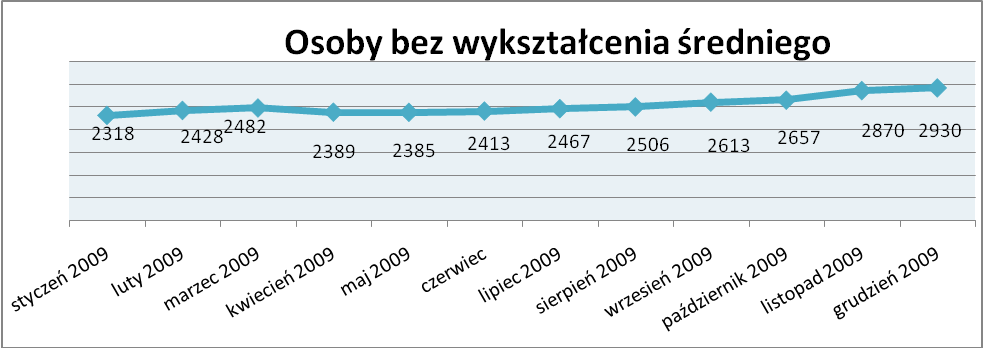 Osoby bez wykształcenia średniego
2318
2428
2482
2389
2385
2413
2467
2506
2613
2657
2870
2930
styczeń 2009
luty 2009
marzec 2009
kwiecień 2009
maj 2009
czerwiec
lipiec 2009
sierpień 2009
wrzesień 2009
październik 2009
listopad 2009
grudzień 2009